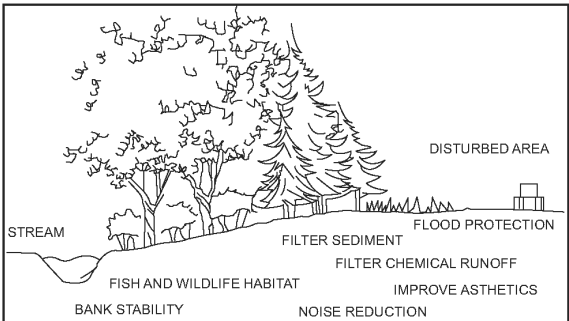 DISTURBED AREA
FLOOD PROTECTION
STREAM
FILTER SEDIMENT
FILTER CHEMICAL RUNOFF
FISH AND WILDLIFE HABITAT
IMPROVE ASTHETICS
BANK STABILITY
NOISE REDUCTION